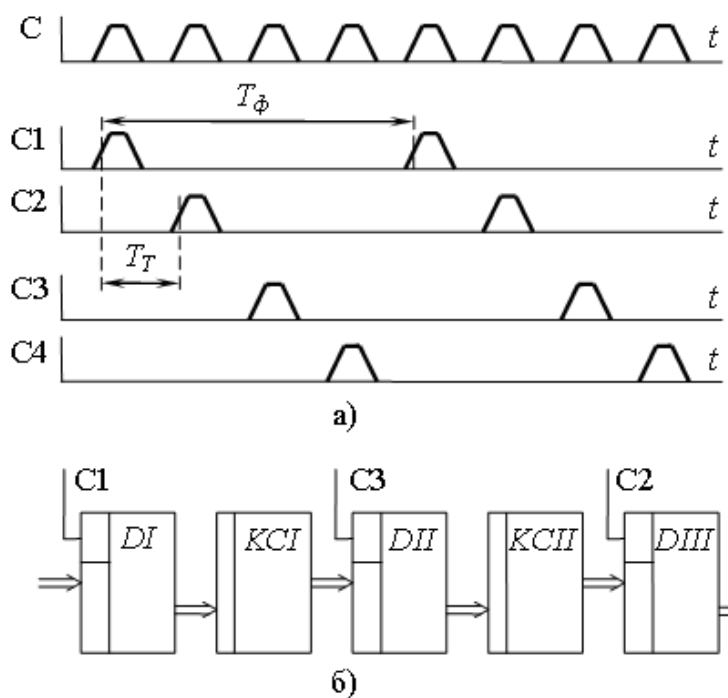 C t
T_ф
C1 t
C2 t
T_T
C3 t
C4 t
а)
C1 C3 C2
DI KCI DII KCII DIII
б)